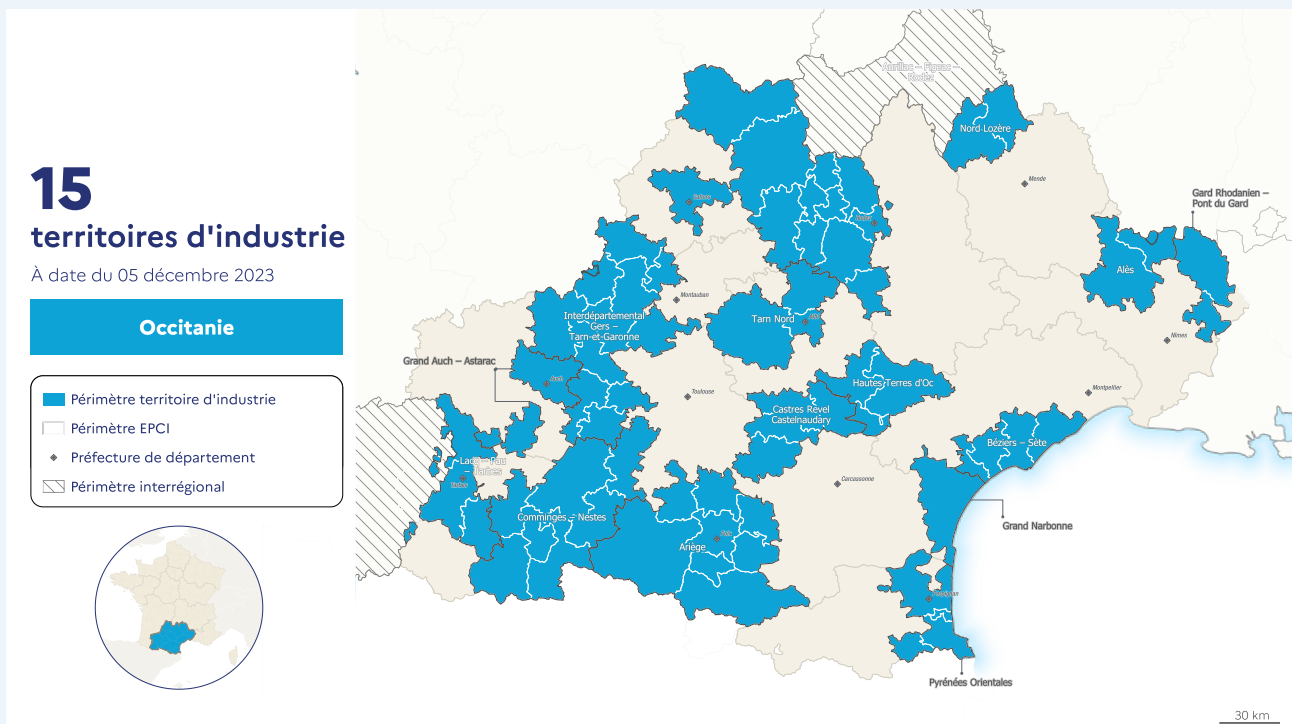 15
territoires d'industrie
À date du 05 décembre 2023
Occitanie
Périmètre territoire d'industrie
Périmètre EPCI
Préfecture de département
Périmètre interrégional
Aurillac – Figeac –
Rodez
Nord-Lozère
Mende
Gard Rhodanien –
Pont du Gard
Cahors
Rodez
Alès
Montauban
Interdépartemental
Gers –
Tarn-et-Garonne
Tarn Nord
Albi
Nîmes
Grand Auch – Astarac
Auch
Toulouse
Hautes Terres d'Oc
Montpellier
Castres Revel
Castelnaudary
Béziers – Sète
Lacq – Pau
– Tarbes
Tarbes
Carcassonne
Comminges – Nestes
Grand Narbonne
Ariège
Foix
Perpignan
Pyrénées Orientales
30 km